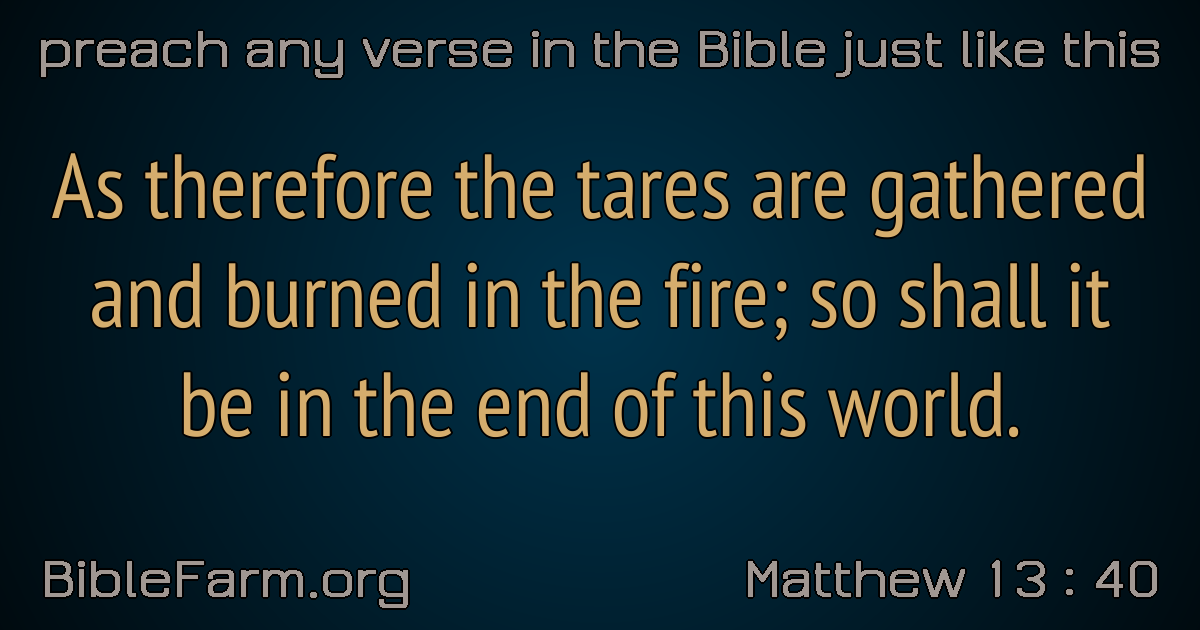 preach any verse in the Bible just like this
As therefore the tares are gathered
and burned in the fire; so shall it
be in the end of this world.
BibleFarm.org
Matthew 13 : 40